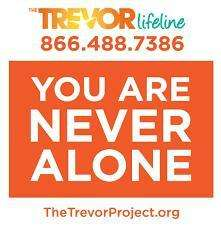 THE TREVOR lifeline
866.488.7386
YOU ARE
NEVER
ALONE
TheTrevorProject.org